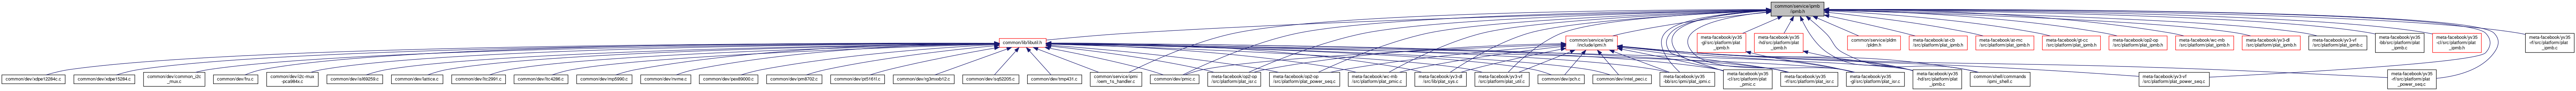 common/service/ipmb
/ipmb.h
common/lib/libutil.h
common/service/ipmi
/include/ipmi.h
meta-facebook/yv35
-gl/src/platform/plat
_ipmb.h
meta-facebook/yv35
-hd/src/platform/plat
_ipmb.h
common/service/pldm
/pldm.h
meta-facebook/at-cb
/src/platform/plat_ipmb.h
meta-facebook/at-mc
/src/platform/plat_ipmb.h
meta-facebook/gt-cc
/src/platform/plat_ipmb.h
meta-facebook/op2-op
/src/platform/plat_ipmb.h
meta-facebook/wc-mb
/src/platform/plat_ipmb.h
meta-facebook/yv3-dl
/src/platform/plat_ipmb.h
meta-facebook/yv3-vf
/src/platform/plat_ipmb.c
meta-facebook/yv35
-bb/src/platform/plat
_ipmb.c
meta-facebook/yv35
-cl/src/platform/plat
_ipmb.c
meta-facebook/yv35
-rf/src/platform/plat
_ipmb.c
common/dev/xdpe12284c.c
common/dev/xdpe15284.c
common/dev/common_i2c
_mux.c
common/dev/fru.c
common/dev/i2c-mux
-pca984x.c
common/dev/isl69259.c
common/dev/lattice.c
common/dev/ltc2991.c
common/dev/ltc4286.c
common/dev/mp5990.c
common/dev/nvme.c
common/dev/pex89000.c
common/dev/pm8702.c
common/dev/pt5161l.c
common/dev/rg3mxxb12.c
common/dev/sq52205.c
common/dev/tmp431.c
common/service/ipmi
/oem_1s_handler.c
common/dev/pmic.c
meta-facebook/op2-op
/src/platform/plat_isr.c
meta-facebook/op2-op
/src/platform/plat_power_seq.c
meta-facebook/wc-mb
/src/platform/plat_pmic.c
meta-facebook/yv3-dl
/src/lib/plat_sys.c
meta-facebook/yv3-vf
/src/platform/plat_util.c
common/dev/pch.c
common/dev/intel_peci.c
meta-facebook/yv35
-bb/src/ipmi/plat_ipmi.c
meta-facebook/yv35
-cl/src/platform/plat
_pmic.c
meta-facebook/yv35
-rf/src/platform/plat_isr.c
meta-facebook/yv35
-gl/src/platform/plat_isr.c
meta-facebook/yv35
-hd/src/platform/plat
_ipmb.c
common/shell/commands
/ipmi_shell.c
meta-facebook/yv3-vf
/src/platform/plat_power_seq.c
meta-facebook/yv35
-rf/src/platform/plat
_power_seq.c